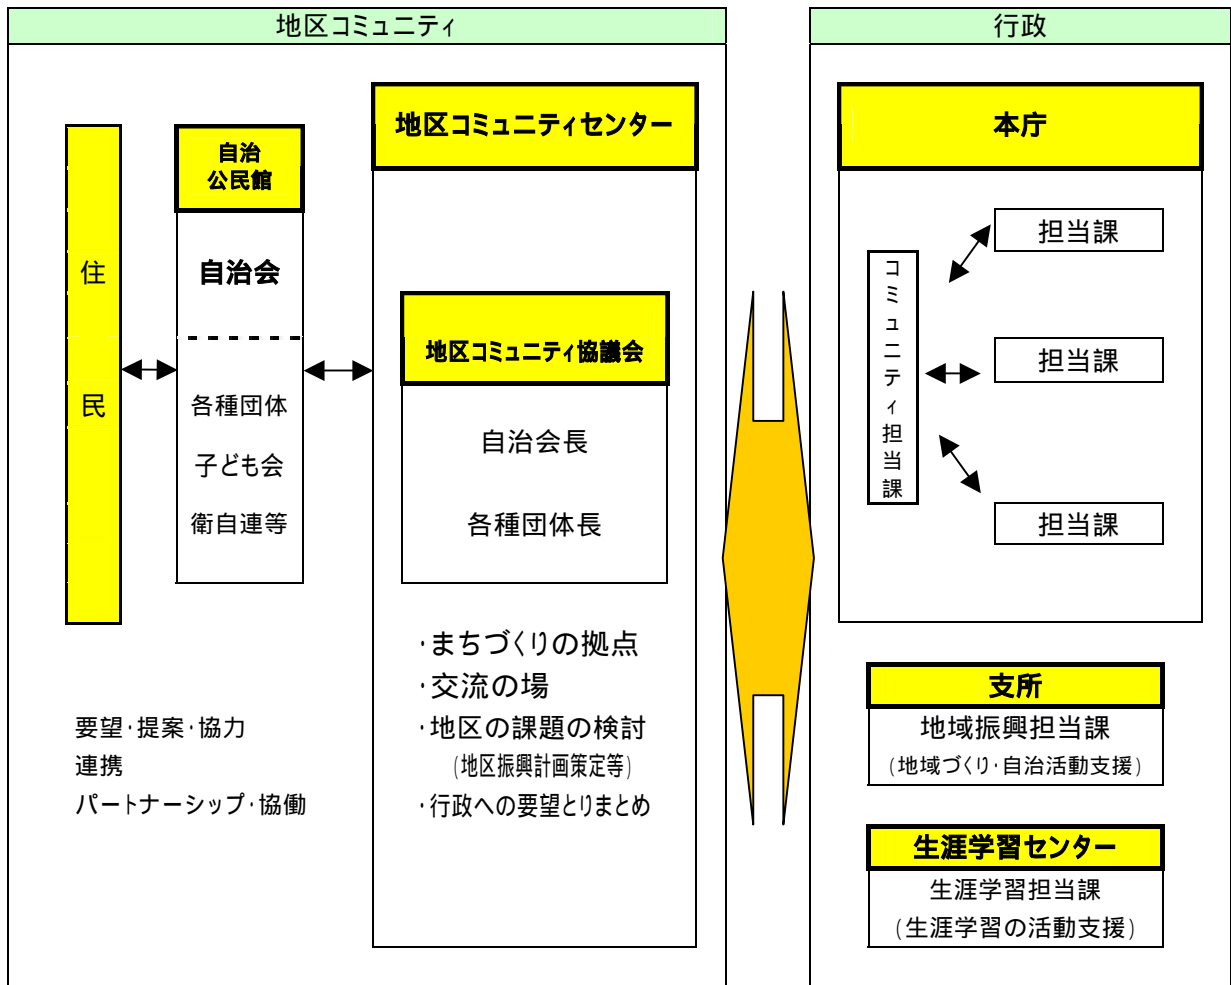 地区コミュニティ
住民
自治
公民館
自治会
各種団体
子ども会
衛自連等
地区コミュニティセンター
地区コミュニティ協議会
自治会長
各種団体長
・まちづくりの拠点
・交流の場
・地区の課題の検討
(地区振興計画策定等)
・行政への要望とりまとめ
要望・提案・協力
連携
パートナーシップ・協働
行政
本庁
コミュニティ担当課
担当課
担当課
担当課
支所
地域振興担当課
(地域づくり・自治活動支援)
生涯学習センター
生涯学習担当課
(生涯学習の活動支援)